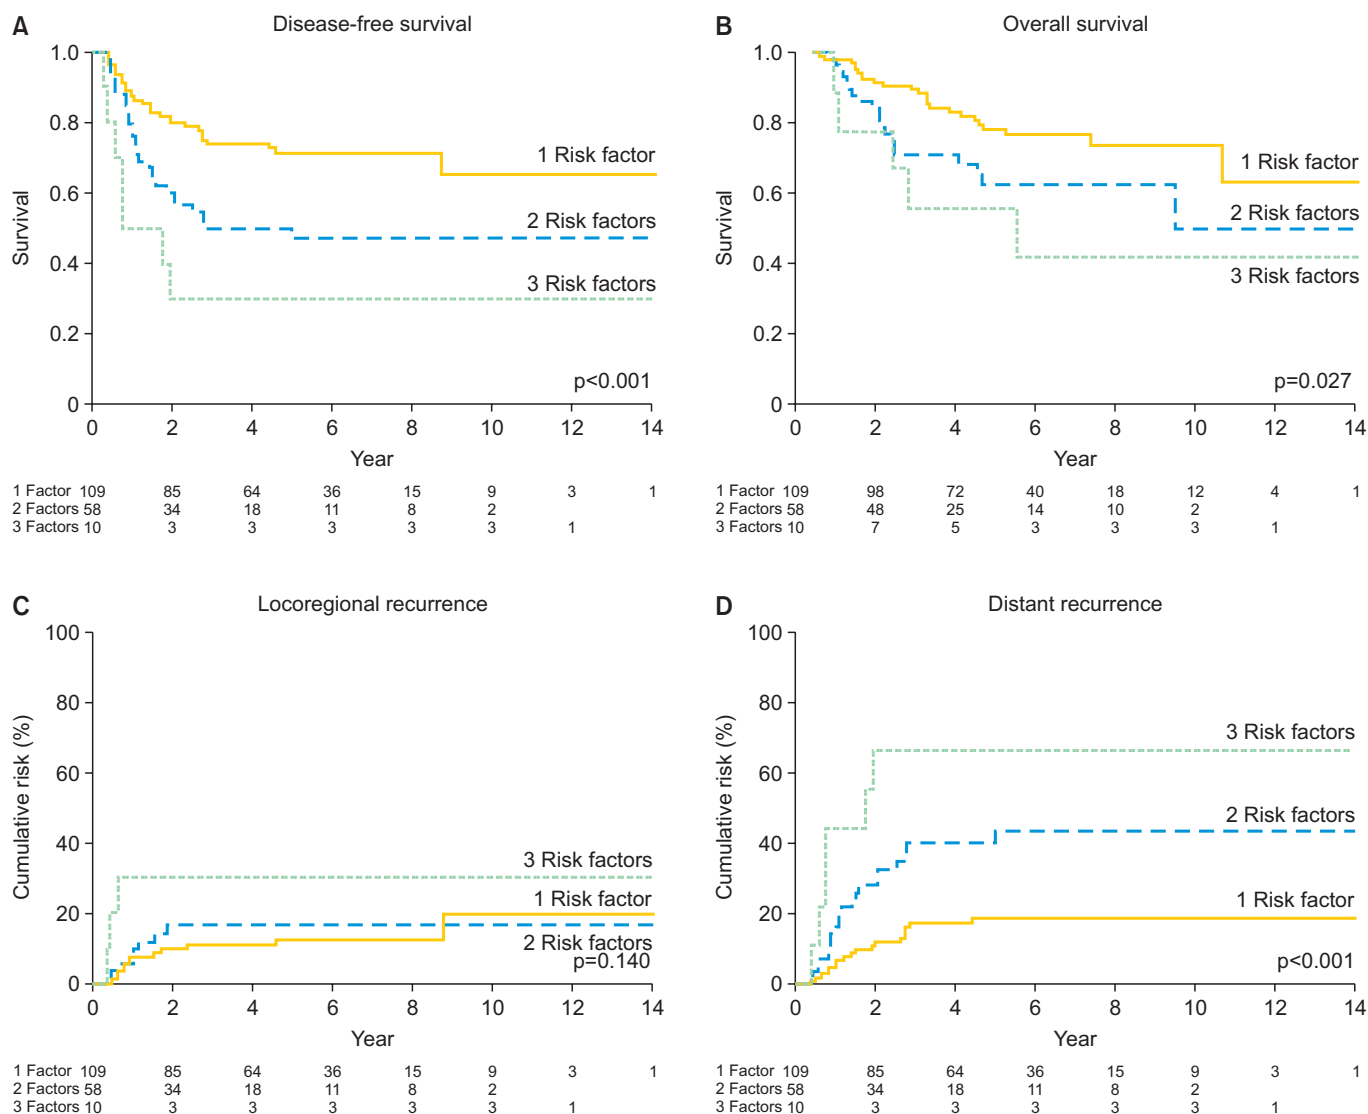 A
Disease-free survival
1.0
0.8
0.6
0.4
0.2
0
Survival
1 Risk factor
2 Risk factors
3 Risk factors
p<0.001
0 2 4 6 8 10 12 14
Year
1 Factor 109 85 64 36 15 9 3 1
2 Factors 58 34 18 11 8 2
3 Factors 10 3 3 3 3 3 1
B
Overall survival
1.0
0.8
0.6
0.4
0.2
0
Survival
1 Risk factor
2 Risk factors
3 Risk factors
p=0.027
0 2 4 6 8 10 12 14
Year
1 Factor 109 98 72 40 18 12 4 1
2 Factors 58 48 25 14 10 2
3 Factors 10 7 5 3 3 3 1
C
Locoregional recurrence
100
80
60
40
20
0
Cumulative risk (%)
3 Risk factors
1 Risk factor
2 Risk factors
p=0.140
0 2 4 6 8 10 12 14
Year
1 Factor 109 85 64 36 15 9 3 1
2 Factors 58 34 18 11 8 2
3 Factors 10 3 3 3 3 3 1
D
Distant recurrence
100
80
60
40
20
0
Cumulative risk (%)
3 Risk factors
2 Risk factors
1 Risk factor
p<0.001
0 2 4 6 8 10 12 14
Year
1 Factor 109 85 64 36 15 9 3 1
2 Factors 58 34 18 11 8 2
3 Factors 10 3 3 3 3 3 1